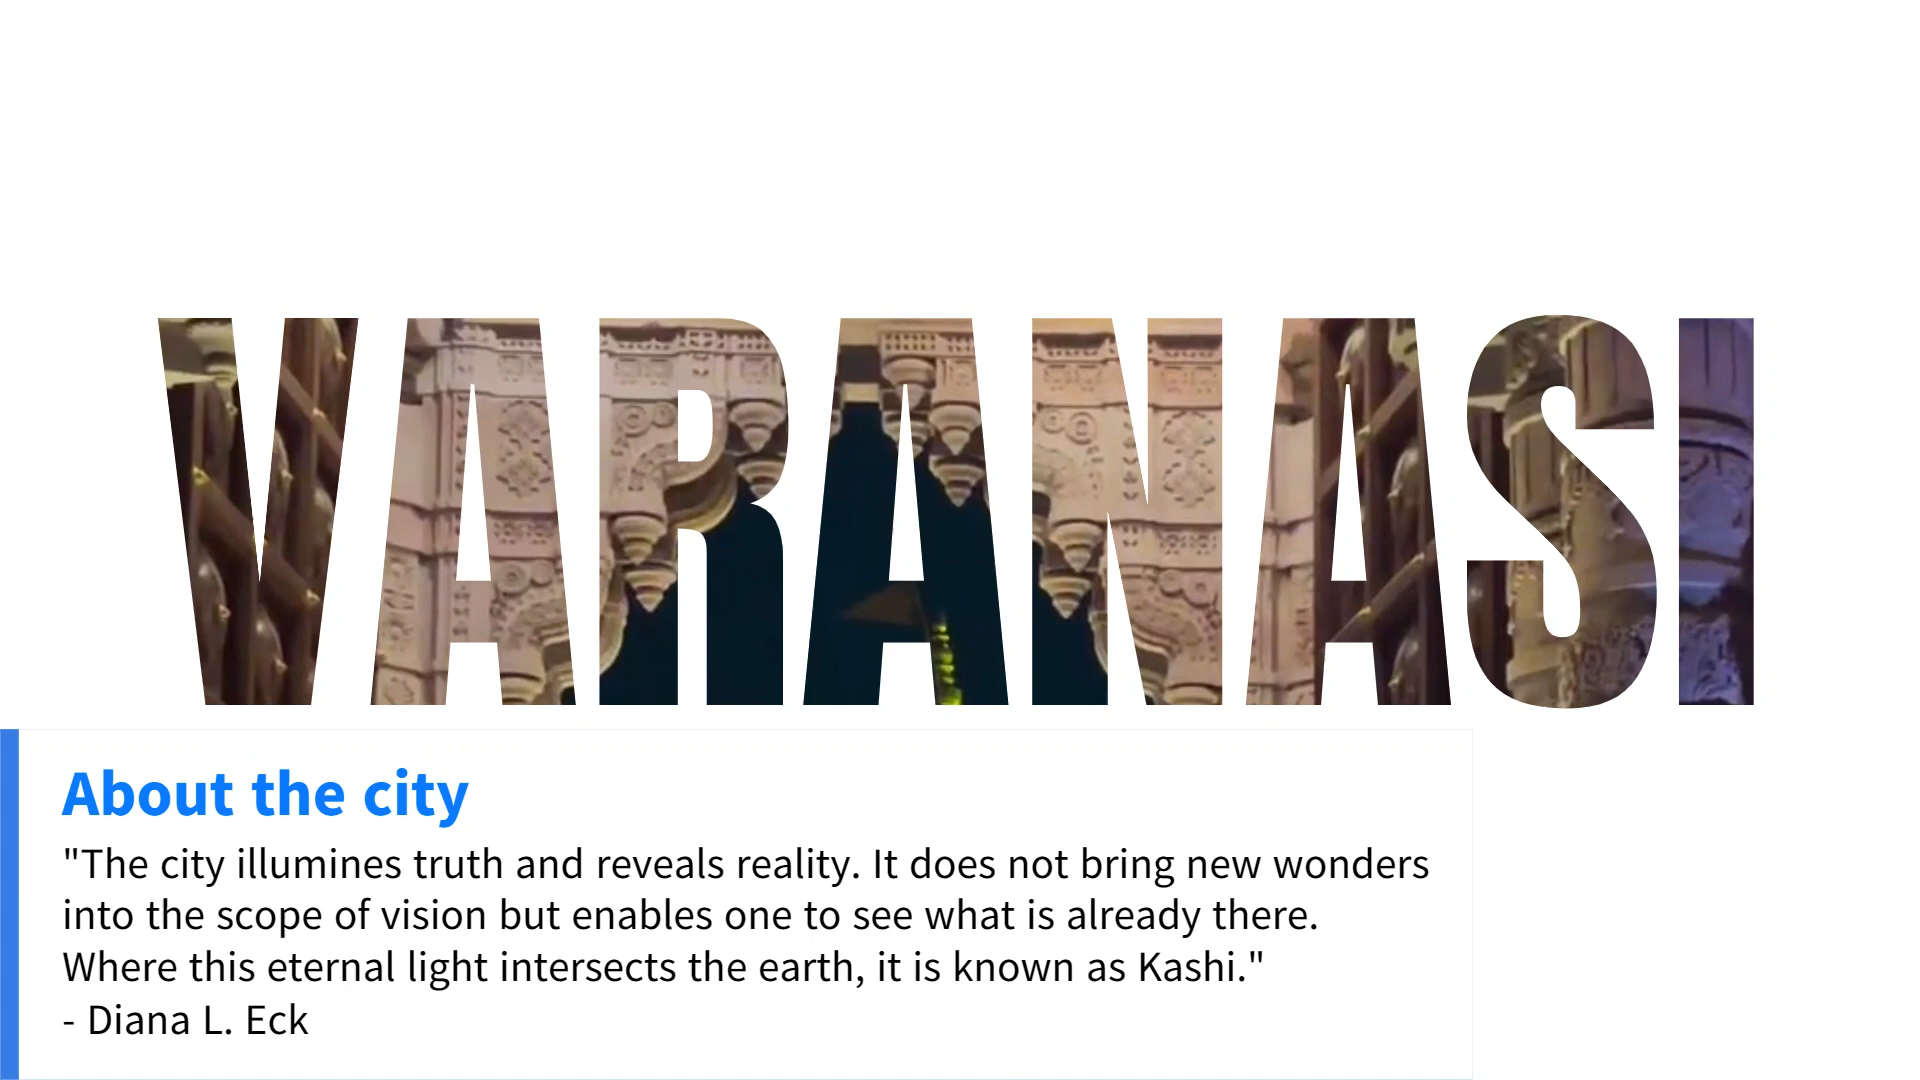 VARANASI
About the city
"The city illumines truth and reveals reality. It does not bring new wonders
into the scope of vision but enables one to see what is already there.
Where this eternal light intersects the earth, it is known as Kashi."
- Diana L. Eck